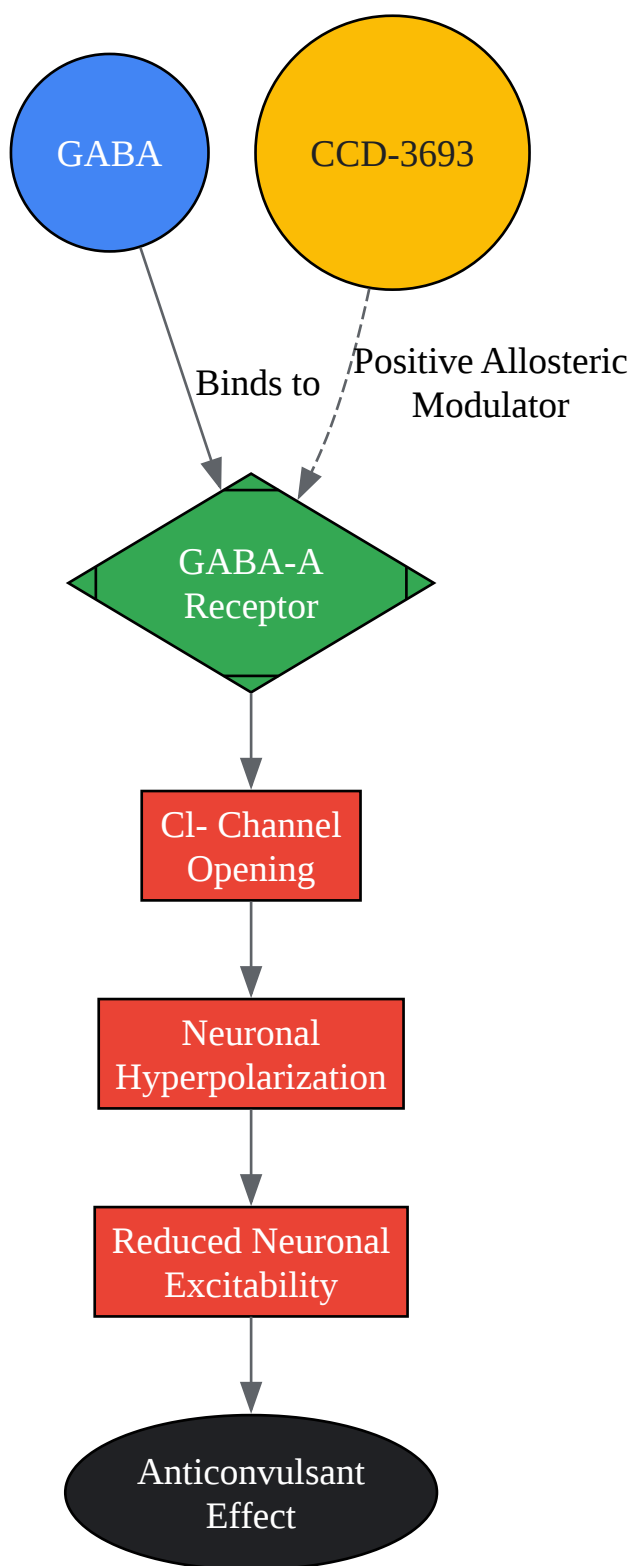 GABA
CCD-3693
Binds to
Positive Allosteric
Modulator
GABA-A
Receptor
Cl- Channel
Opening
Neuronal
Hyperpolarization
Reduced Neuronal
Excitability
Anticonvulsant
Effect